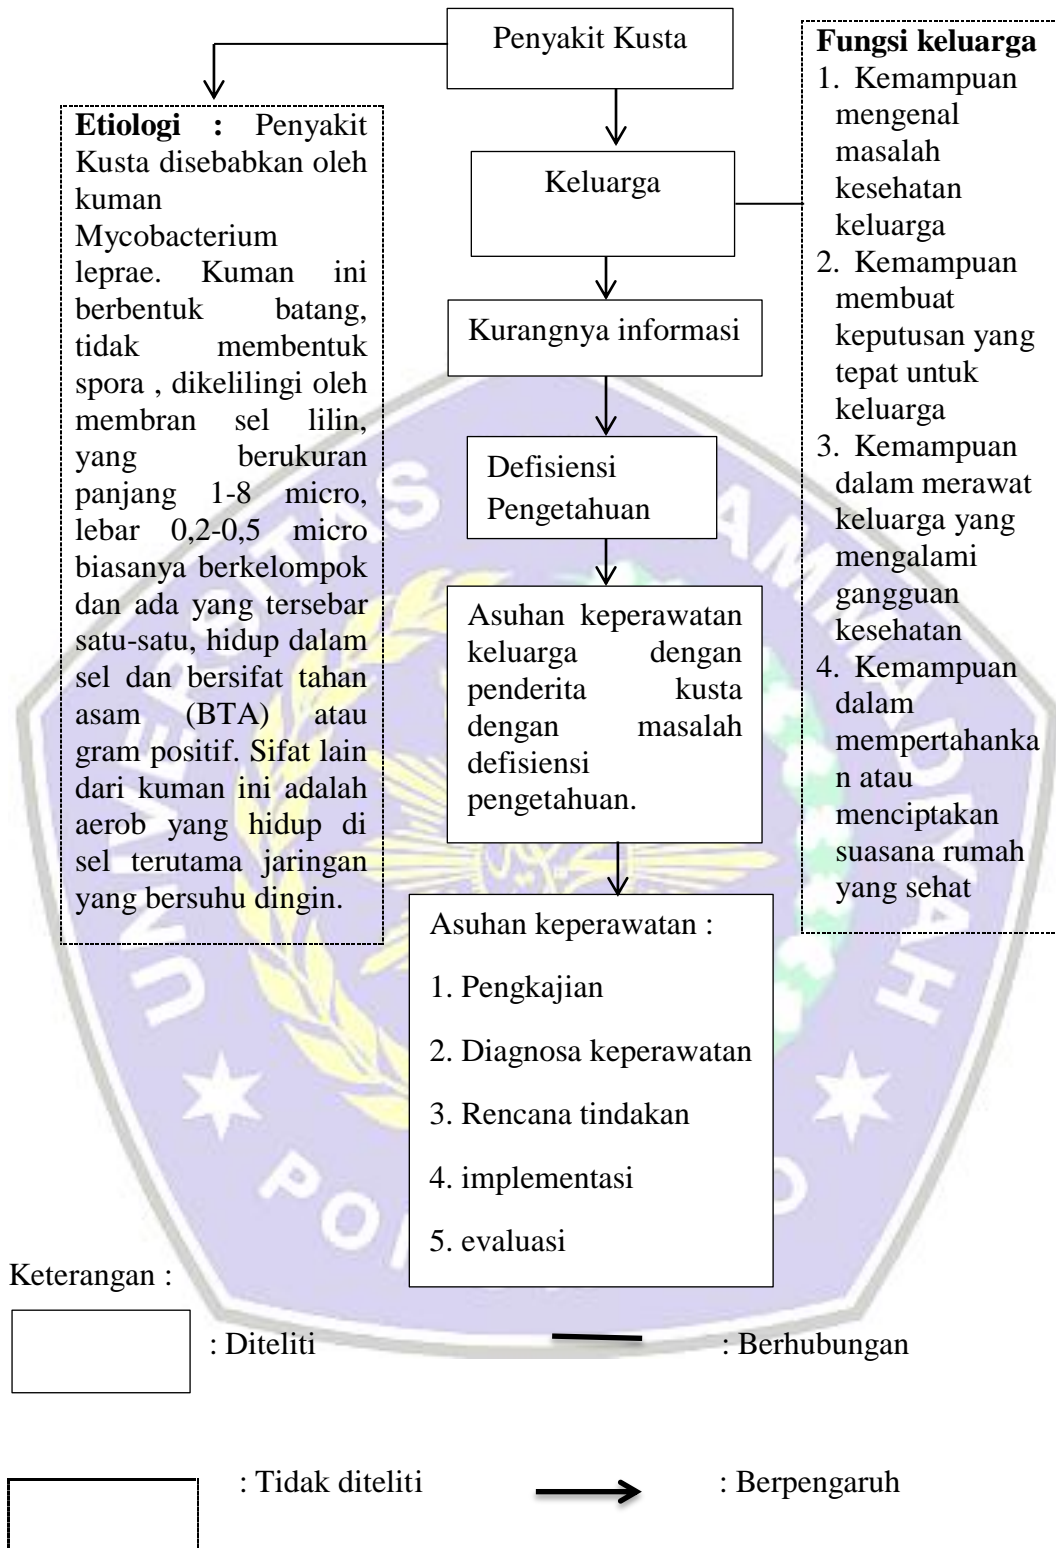 Penyakit Kusta
Etiologi : Penyakit
Kusta disebabkan oleh
kuman
Mycobacterium
leprae. Kuman ini
berbentuk batang,
tidak membentuk
spora , dikelilingi oleh
membran sel lilin,
yang berukuran
panjang 1-8 micro,
lebar 0,2-0,5 micro
biasanya berkelompok
dan ada yang tersebar
satu-satu, hidup dalam
sel dan bersifat tahan
asam (BTA) atau
gram positif. Sifat lain
dari kuman ini adalah
aerob yang hidup di
sel terutama jaringan
yang bersuhu dingin.
Keluarga
Fungsi keluarga
1. Kemampuan
mengenal
masalah
kesehatan
keluarga
2. Kemampuan
membuat
keputusan yang
tepat untuk
keluarga
3. Kemampuan
dalam merawat
keluarga yang
mengalami
gangguan
kesehatan
4. Kemampuan
dalam
mempertahanka
n atau
menciptakan
suasana rumah
yang sehat
Kurangnya informasi
Defisiensi
Pengetahuan
Asuhan keperawatan
keluarga dengan
penderita kusta
dengan masalah
defisiensi
pengetahuan.
Asuhan keperawatan :
1. Pengkajian
2. Diagnosa keperawatan
3. Rencana tindakan
4. implementasi
5. evaluasi
Keterangan :
: Diteliti
: Berhubungan
: Tidak diteliti
: Berpengaruh